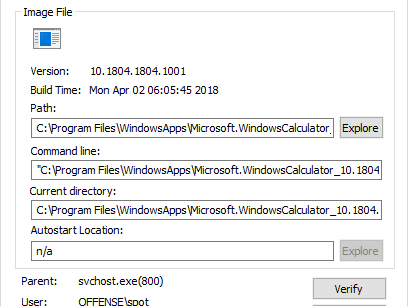 Image File
Version: 10.1804.1804.1001
Build Time: Mon Apr 02 06:05:45 2018
Path:
C:\Program Files\WindowsApps\Microsoft.WindowsCalculator_ Explore
Command line:
"C:\Program Files\WindowsApps\Microsoft.WindowsCalculator_10.1804
Current directory:
C:\Program Files\WindowsApps\Microsoft.WindowsCalculator_10.1804.
Autostart Location:
n/a Explore
Parent: svchost.exe(800) Verify
User: OFFENSE\spot